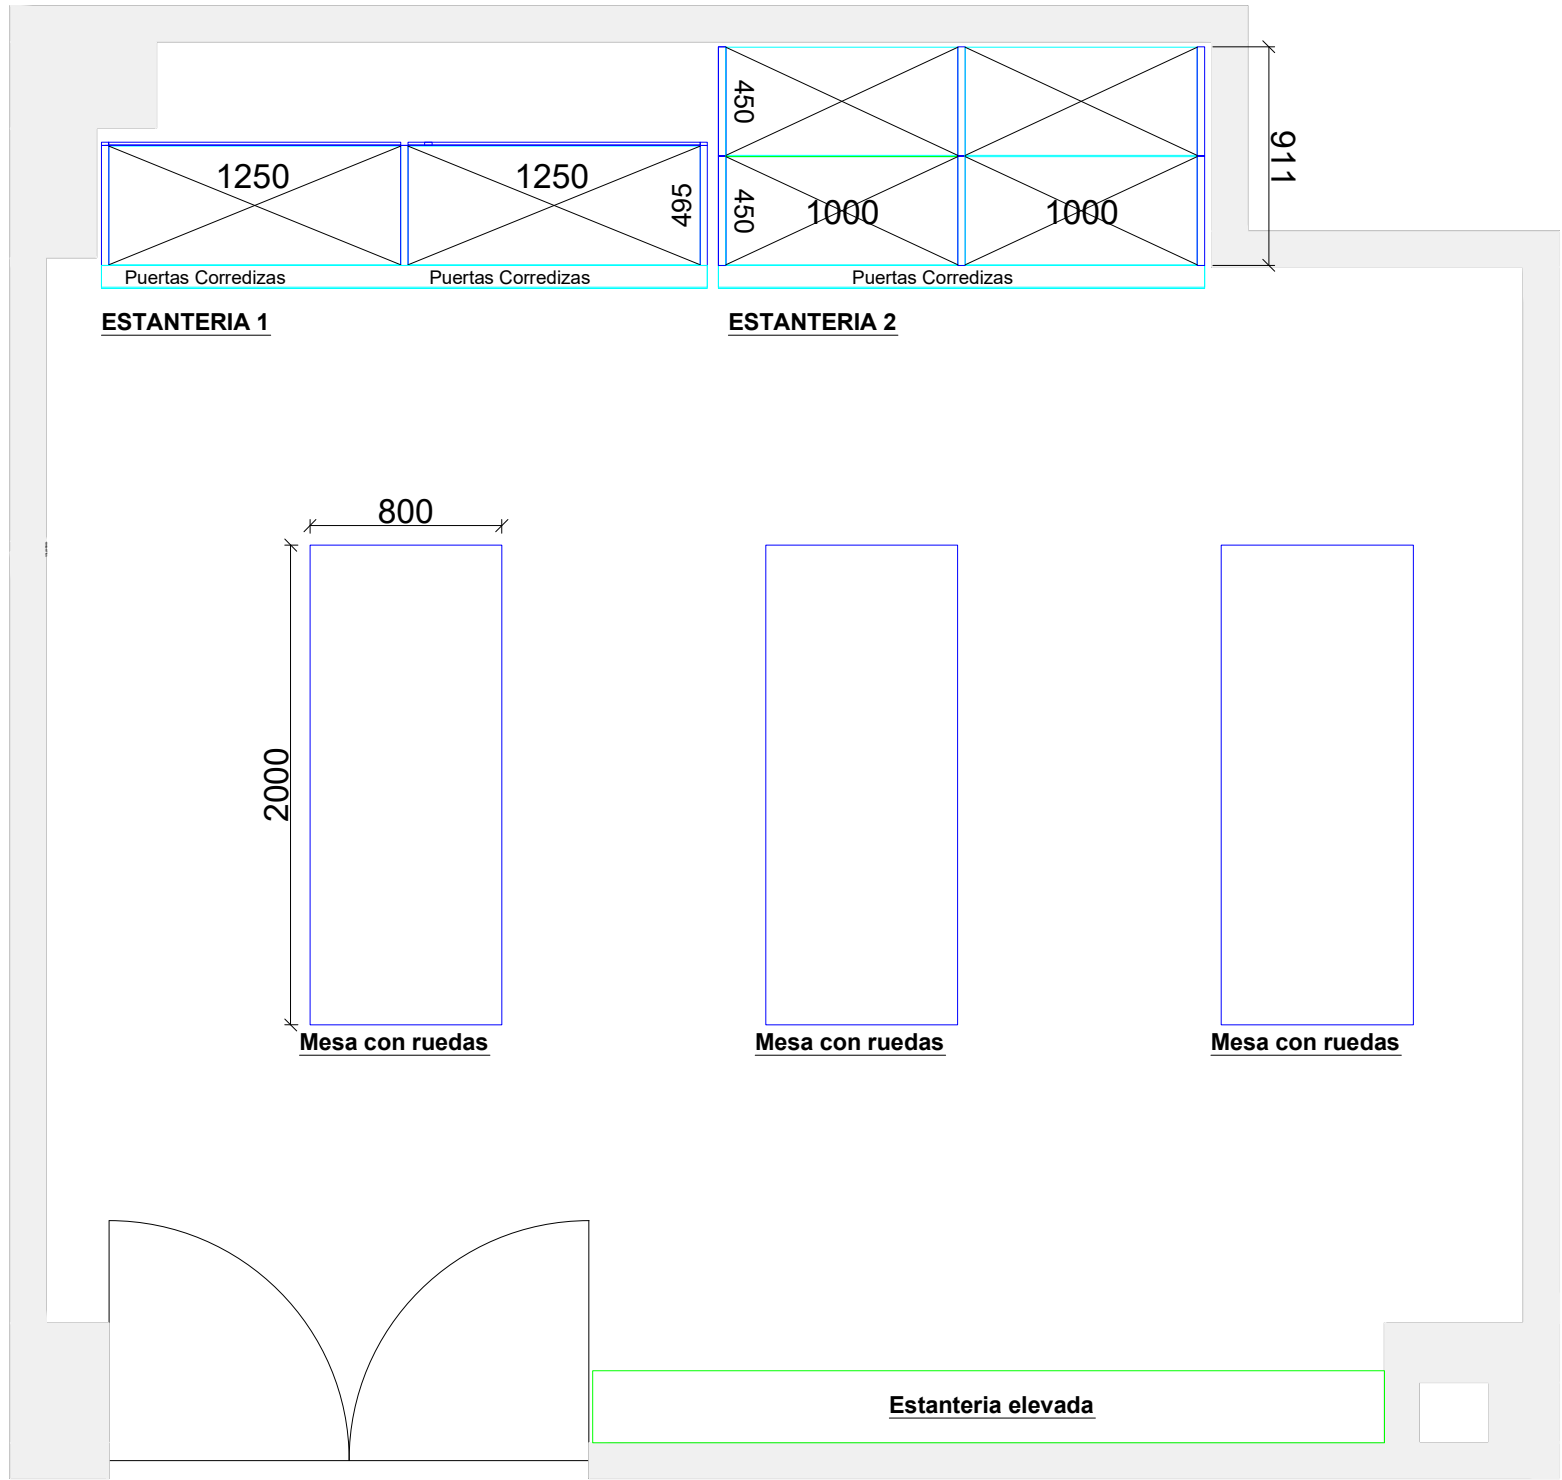 450
911
1250
1250
495
450
1000
1000
Puertas Corredizas
Puertas Corredizas
Puertas Corredizas
ESTANTERIA 1
ESTANTERIA 2
800
2000
Mesa con ruedas
Mesa con ruedas
Mesa con ruedas
Estanteria elevada